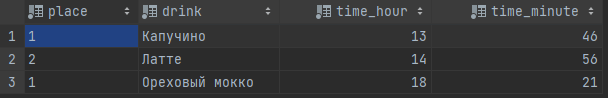 place drink time_hour time_minute
1 1 Капучино 13 46
2 2 Латте 14 56
3 1 Ореховый мокко 18 21